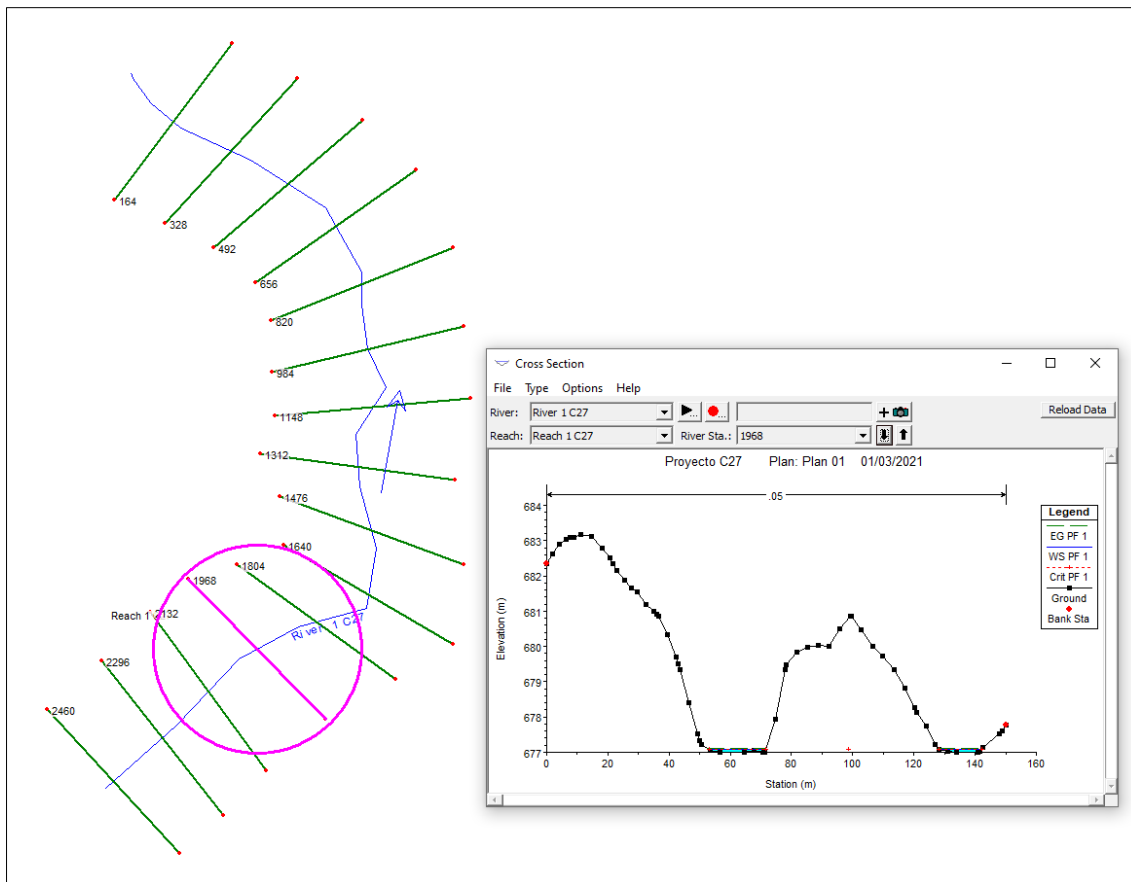 164
328
492
656
820
984
1148
1312
1476
1640
1804
1968
Reach 1 2132
River 1 C27
2296
2460
Cross Section
File Type Options Help
River: River 1 C27 Reload Data
Reach: Reach 1 C27 River Sta.: 1968
Proyecto C27 Plan: Plan 01 01/03/2021
.05
684
683
682
681
680
679
678
677
0 20 40 60 80 100 120 140 160
Elevation (m)
Station (m)
Legend
EG PF 1
WS PF 1
Crit PF 1
Ground
Bank Sta